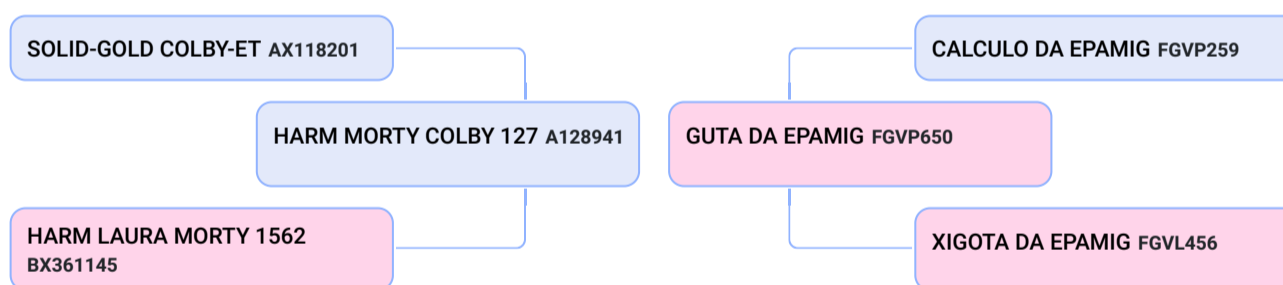 SOLID-GOLD COLBY-ET AX118201
CALCULO DA EPAMIG FGVP259
HARM MORTY COLBY 127 A128941
GUTA DA EPAMIG FGVP650
HARM LAURA MORTY 1562
BX361145
XIGOTA DA EPAMIG FGVL456